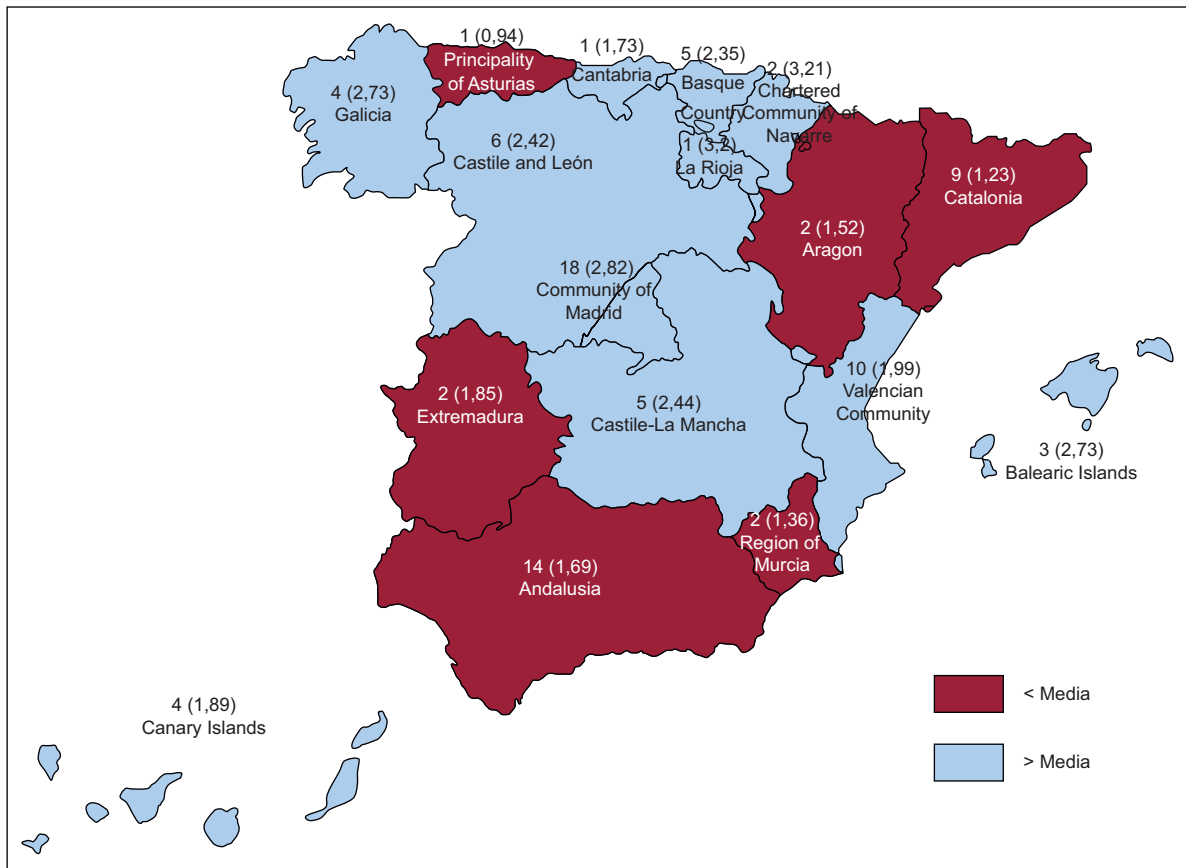 1 (0,94)
Principality
of Asturias
1 (1,73)
Cantabria
5 (2,35)
Basque
Country
2 (3,21)
Chartered
Community of
Navarre
4 (2,73)
Galicia
6 (2,42)
Castile and León
1 (3,2)
La Rioja
9 (1,23)
Catalonia
2 (1,52)
Aragon
18 (2,82)
Community of
Madrid
10 (1,99)
Valencian
Community
2 (1,85)
Extremadura
5 (2,44)
Castile-La Mancha
3 (2,73)
Balearic Islands
2 (1,36)
Region of
Murcia
14 (1,69)
Andalusia
4 (1,89)
Canary Islands
< Media
> Media